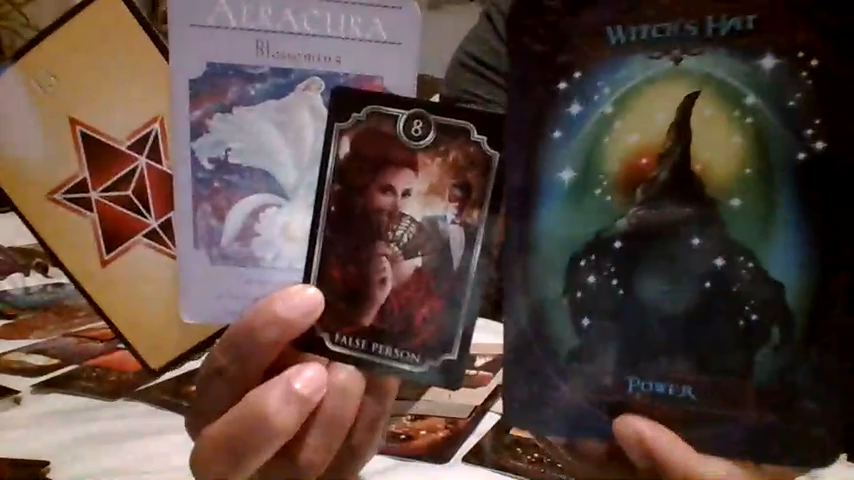 AERACURA
Blossoming
8
FALSE PERSON
WITCH'S HAT
POWER